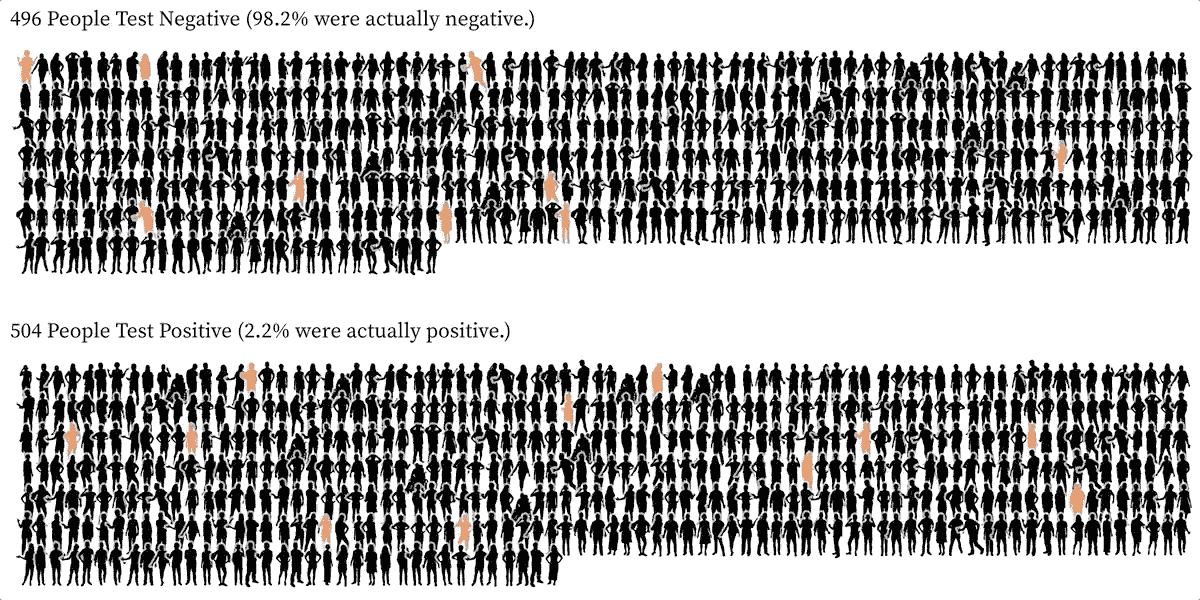 496 People Test Negative (98.2% were actually negative.)
504 People Test Positive (2.2% were actually positive.)